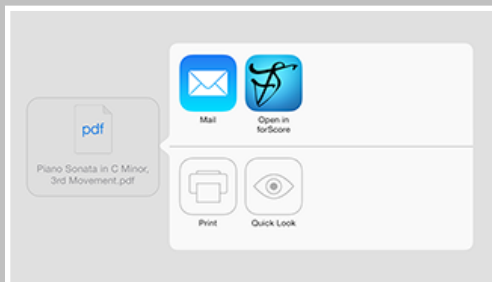 pdf
Piano Sonata in C Minor,
3rd Movement.pdf
Mail
Open in
forScore
Print
Quick Look